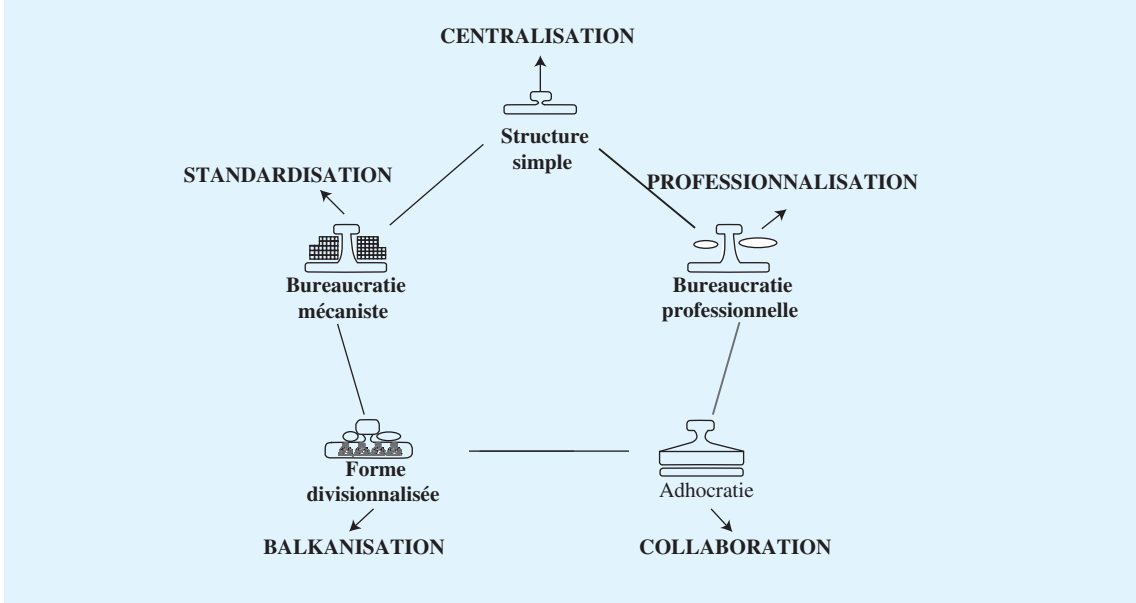 CENTRALISATION
Structure
simple
STANDARDISATION
PROFESSIONNALISATION
Bureaucratie
mécaniste
Bureaucratie
professionnelle
Forme
divisionnalisée
Adhocratie
BALKANISATION
COLLABORATION